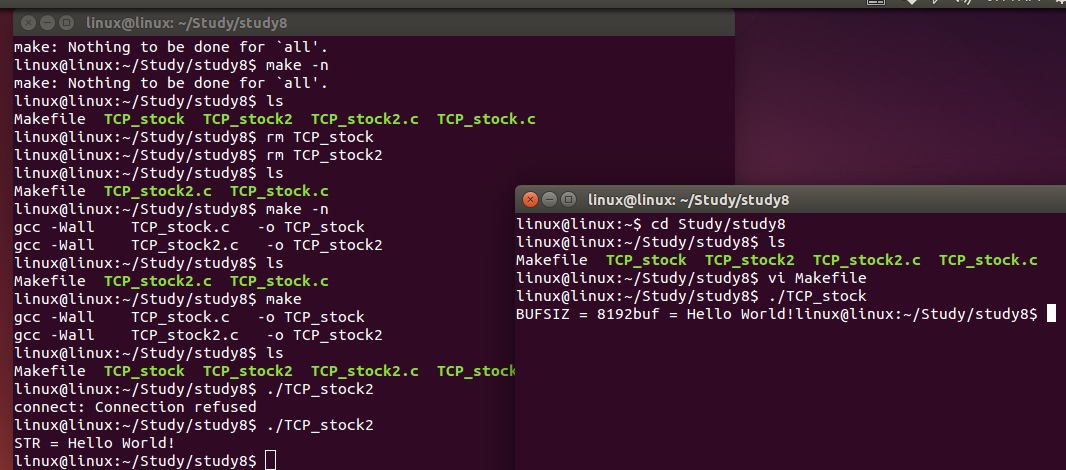 linux@linux: ~/Study/study8
make: Nothing to be done for `all'.
linux@linux:~/Study/study8$ make -n
make: Nothing to be done for `all'.
linux@linux:~/Study/study8$ ls
Makefile  TCP_stock  TCP_stock2  TCP_stock2.c  TCP_stock.c
linux@linux:~/Study/study8$ rm TCP_stock
linux@linux:~/Study/study8$ rm TCP_stock2
linux@linux:~/Study/study8$ ls
Makefile  TCP_stock2.c  TCP_stock.c
linux@linux:~/Study/study8$ make -n
gcc -Wall    TCP_stock.c   -o TCP_stock
gcc -Wall    TCP_stock2.c   -o TCP_stock2
linux@linux:~/Study/study8$ ls
Makefile  TCP_stock2.c  TCP_stock.c
linux@linux:~/Study/study8$ make
gcc -Wall    TCP_stock.c   -o TCP_stock
gcc -Wall    TCP_stock2.c   -o TCP_stock2
linux@linux:~/Study/study8$ ls
Makefile  TCP_stock  TCP_stock2  TCP_stock2.c  TCP_stock
linux@linux:~/Study/study8$ ./TCP_stock2
connect: Connection refused
linux@linux:~/Study/study8$ ./TCP_stock2
STR = Hello World!
linux@linux:~/Study/study8$
linux@linux: ~/Study/study8
linux@linux:~$ cd Study/study8
linux@linux:~/Study/study8$ ls
Makefile  TCP_stock  TCP_stock2  TCP_stock2.c  TCP_stock.c
linux@linux:~/Study/study8$ vi Makefile
linux@linux:~/Study/study8$ ./TCP_stock
BUFSIZ = 8192buf = Hello World!linux@linux:~/Study/study8$